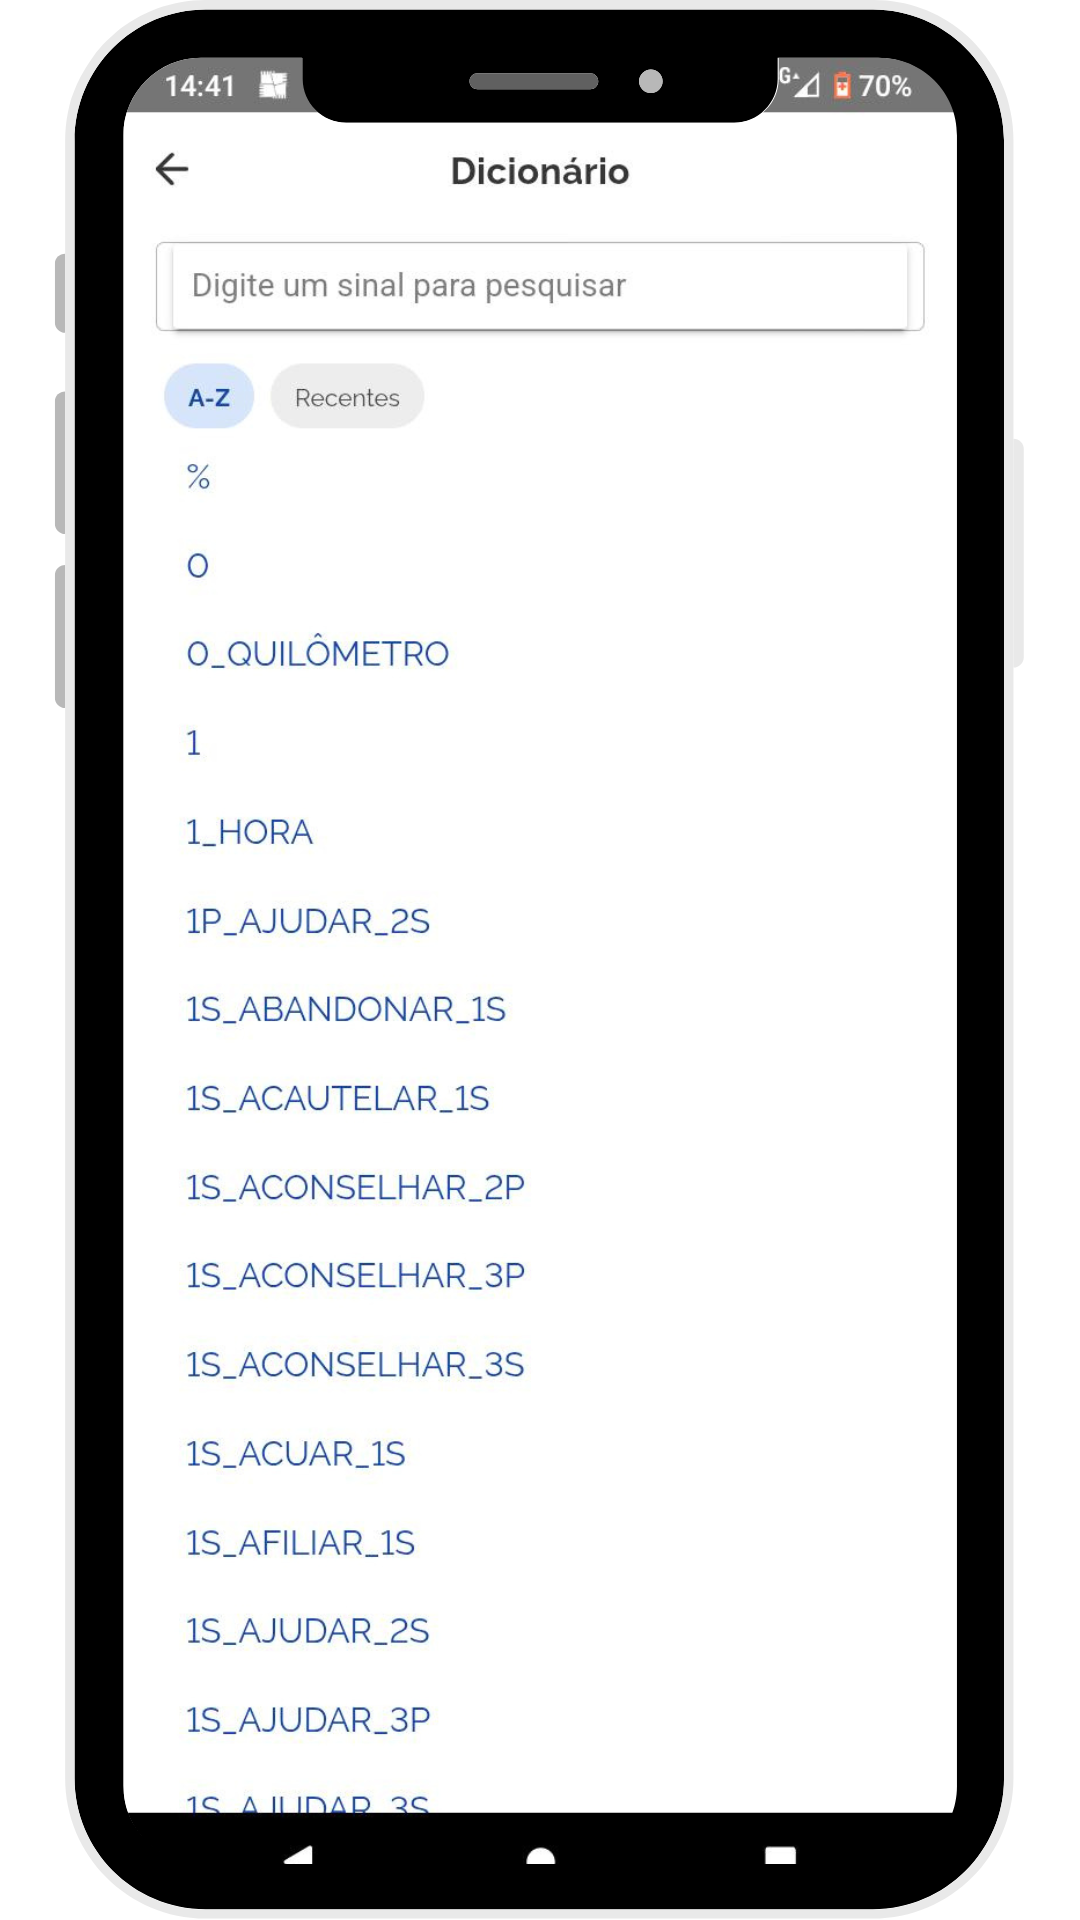 14:41 G 70%
Dicionário
Digite um sinal para pesquisar
A-Z Recentes
%
0
0_QUILÔMETRO
1
1_HORA
1P_AJUDAR_2S
1S_ABANDONAR_1S
1S_ACAUTELAR_1S
1S_ACONSELHAR_2P
1S_ACONSELHAR_3P
1S_ACONSELHAR_3S
1S_ACUAR_1S
1S_AFILIAR_1S
1S_AJUDAR_2S
1S_AJUDAR_3P
1S_AJUDAR_3S